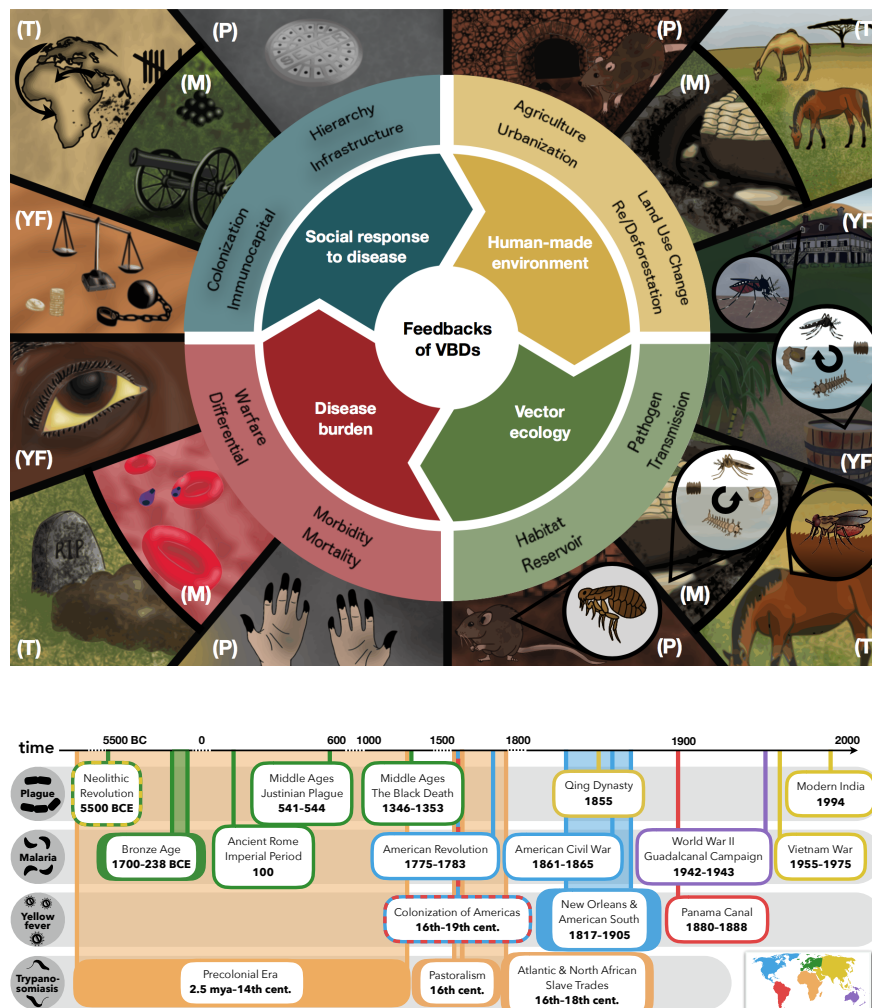 (T)
(P)
(P)
(T
(M)
(M)
Hierarchy
Infrastructure
Agriculture
Urbanization
Colonization
Immunocapital
Land Use Change
Re/Deforestation
(YF)
(YF
Social response
to disease
Human-made
environment
Feedbacks
of VBDs
Disease
burden
Vector
ecology
Warfare
Differential
Pathogen
Transmission
(YF)
(YF
Morbidity
Mortality
Habitat
Reservoir
R.I.P.
(M)
(M)
(T)
(P)
(P)
(T
time
5500 BC
0
600
1000
1500
1800
1900
2000
Plague
Neolithic
Revolution
5500 BCE
Middle Ages
Justinian Plague
541-544
Middle Ages
The Black Death
1346-1353
Qing Dynasty
1855
Modern India
1994
Malaria
Bronze Age
1700-238 BCE
Ancient Rome
Imperial Period
100
American Revolution
1775-1783
American Civil War
1861-1865
World War II
Guadalcanal Campaign
1942-1943
Vietnam War
1955-1975
Yellow
fever
Colonization of Americas
16th-19th cent.
New Orleans &
American South
1817-1905
Panama Canal
1880-1888
Trypano-
somiasis
Precolonial Era
2.5 mya-14th cent.
Pastoralism
16th cent.
Atlantic & North African
Slave Trades
16th-18th cent.